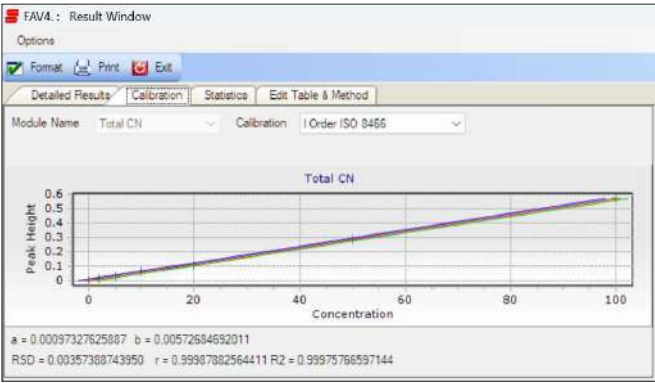 FAV4. : Result Window
Options
Format Print Exit
Detailed Results Calibration Statistics Edit Table & Method
Module Name Total CN Calibration I Order ISO 8466
Total CN
Peak Height
0.6
0.5
0.4
0.3
0.2
0.1
0
0 20 40 60 80 100
Concentration
a = 0.00097327625887 b = 0.00572684692011
RSD = 0.00357388743950 r = 0.99987882564411 R2 = 0.99975766597144